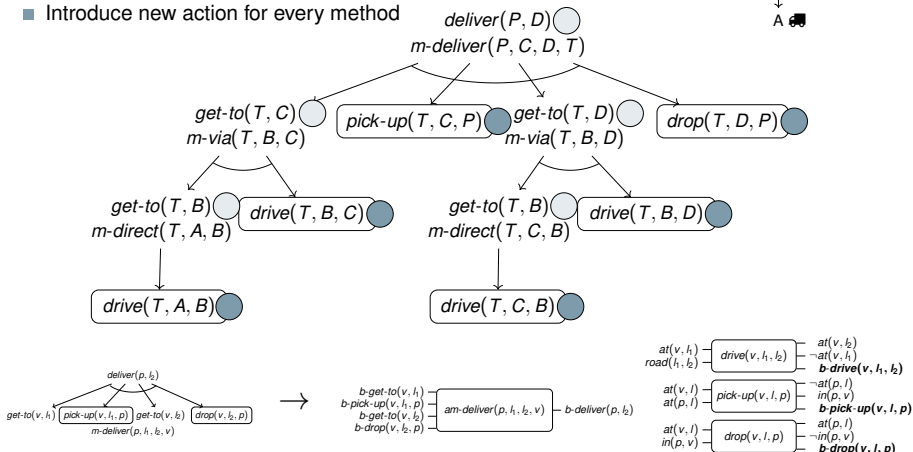 Introduce new action for every method
A
deliver(P, D)
m-deliver(P, C, D, T)
get-to(T, C)
m-via(T, B, C)
pick-up(T, C, P)
get-to(T, D)
m-via(T, B, D)
drop(T, D, P)
get-to(T, B)
m-direct(T, A, B)
drive(T, B, C)
get-to(T, B)
m-direct(T, C, B)
drive(T, B, D)
drive(T, A, B)
drive(T, C, B)
deliver(p, l₂)
get-to(v, l₁) pick-up(v, l₁, p) get-to(v, l₂) drop(v, l₂, p)
m-deliver(p, l₁, l₂, v)
→
b-get-to(v, l₁)
b-pick-up(v, l₁, p)
b-get-to(v, l₂)
b-drop(v, l₂, p)
am-deliver(p, l₁, l₂, v)
b-deliver(p, l₂)
at(v, l₁)
road(l₁, l₂)
drive(v, l₁, l₂)
at(v, l₂)
¬at(v, l₁)
b-drive(v, l₁, l₂)
at(v, l)
at(p, l)
pick-up(v, l, p)
¬at(p, l)
in(p, v)
b-pick-up(v, l, p)
at(v, l)
in(p, v)
drop(v, l, p)
at(p, l)
¬in(p, v)
b-drop(v, l, p)